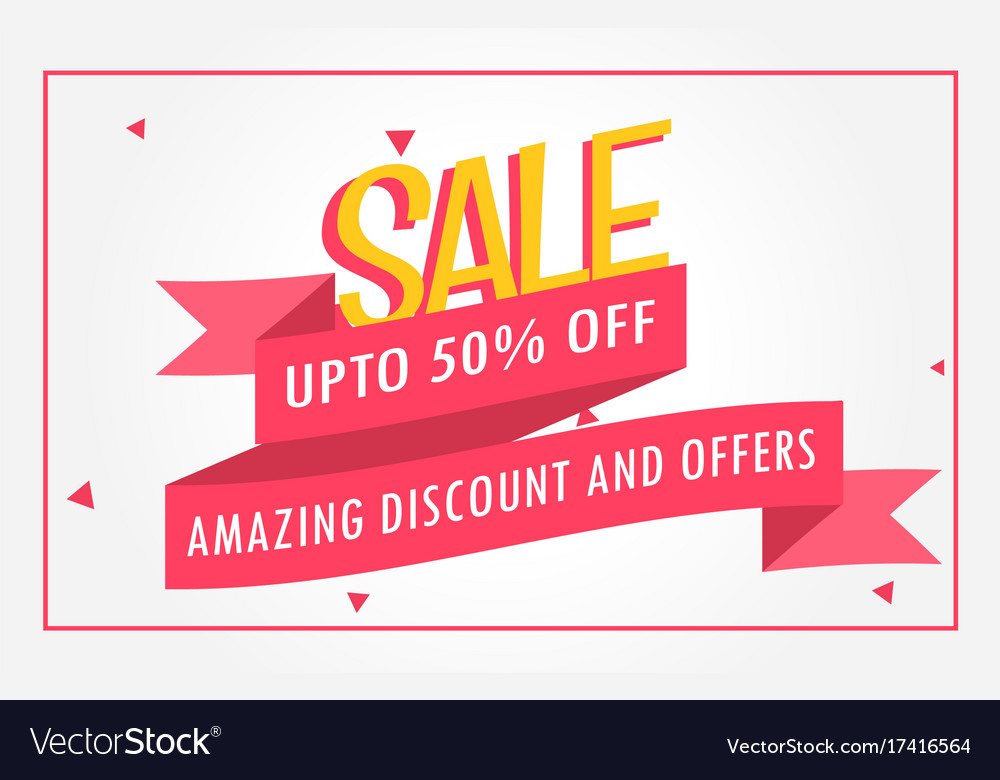 SALE
UPTO 50% OFF
AMAZING DISCOUNT AND OFFERS
VectorStock®
VectorStock.com/17416564